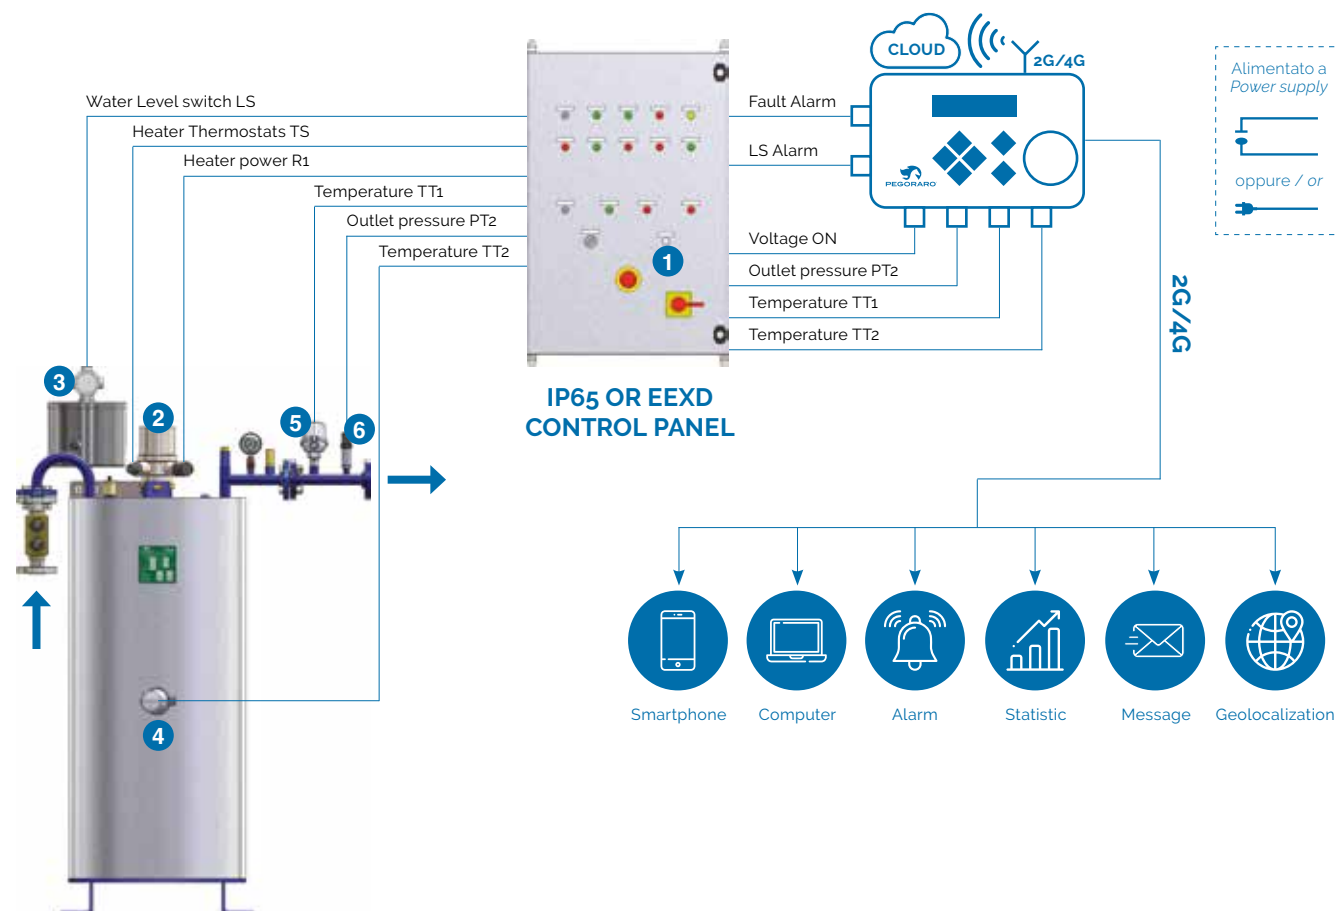 CLOUD
2G/4G
Alimentato a
Power supply
oppure / or
Water Level switch LS
Heater Thermostats TS
Heater power R1
Temperature TT1
Outlet pressure PT2
Temperature TT2
Fault Alarm
LS Alarm
PEGORARO
Voltage ON
Outlet pressure PT2
Temperature TT1
Temperature TT2
1
2G/4G
IP65 OR EEXD
CONTROL PANEL
3
2
5
6
4
Smartphone
Computer
Alarm
Statistic
Message
Geolocalization